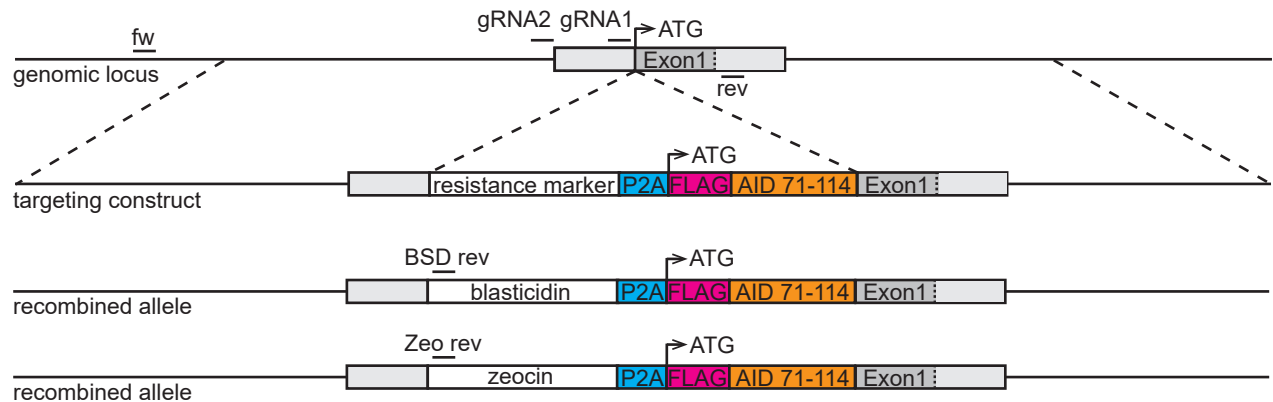 gRNA2 gRNA1 ATG
fw
Exon1
genomic locus
rev
ATG
resistance marker P2A FLAG AID 71-114 Exon1
targeting construct
BSD rev ATG
blasticidin P2A FLAG AID 71-114 Exon1
recombined allele
Zeo rev ATG
zeocin P2A FLAG AID 71-114 Exon1
recombined allele